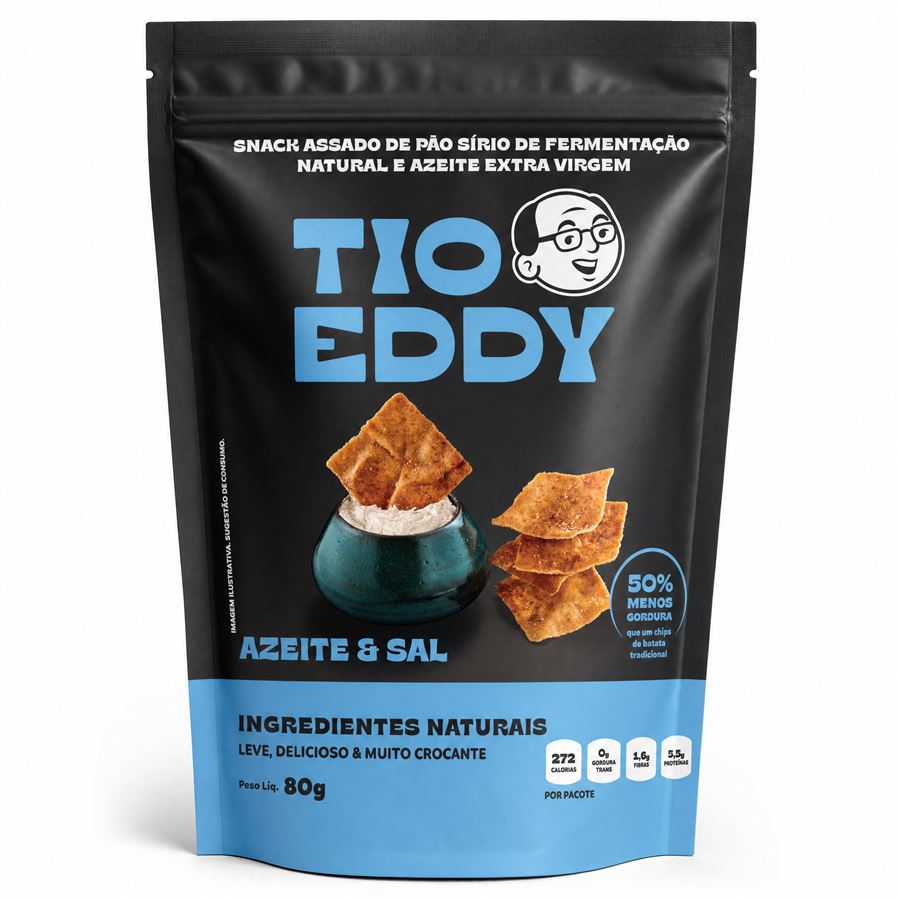 SNACK ASSADO DE PÃO SÍRIO DE FERMENTAÇÃO
NATURAL E AZEITE EXTRA VIRGEM
TIO
EDDY
IMAGEM ILUSTRATIVA. SUGESTÃO DE CONSUMO.
50%
MENOS
GORDURA
que um chips
de batata
tradicional
AZEITE & SAL
INGREDIENTES NATURAIS
LEVE, DELICIOSO & MUITO CROCANTE
272
CALORIAS
0g
GORDURA
TRANS
1,6g
FIBRAS
5,5g
PROTEÍNAS
POR PACOTE
Peso Líq. 80g